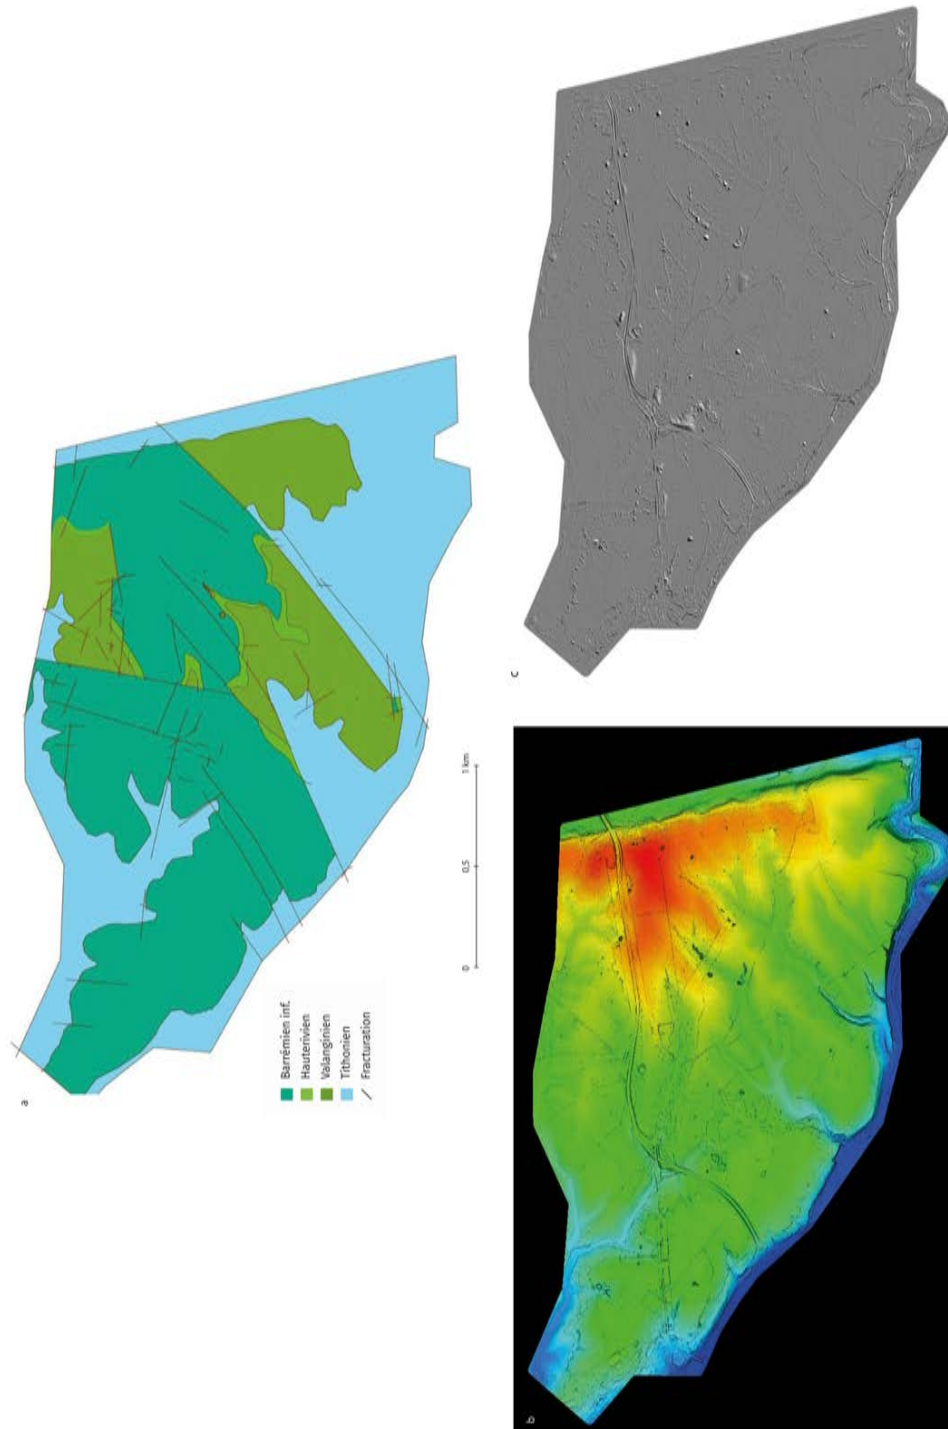 a
Barrémien inf.
Hauterivien
Valanginien
Tithonien
Fracturation
0 0,5 1 km
b
c